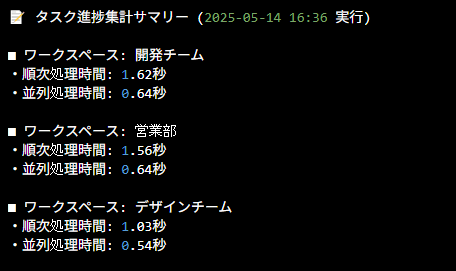 📝 タスク進捗集計サマリー (2025-05-14 16:36 実行)
■ ワークスペース: 開発チーム
・順次処理時間: 1.62秒
・並列処理時間: 0.64秒
■ ワークスペース: 営業部
・順次処理時間: 1.56秒
・並列処理時間: 0.64秒
■ ワークスペース: デザインチーム
・順次処理時間: 1.03秒
・並列処理時間: 0.54秒